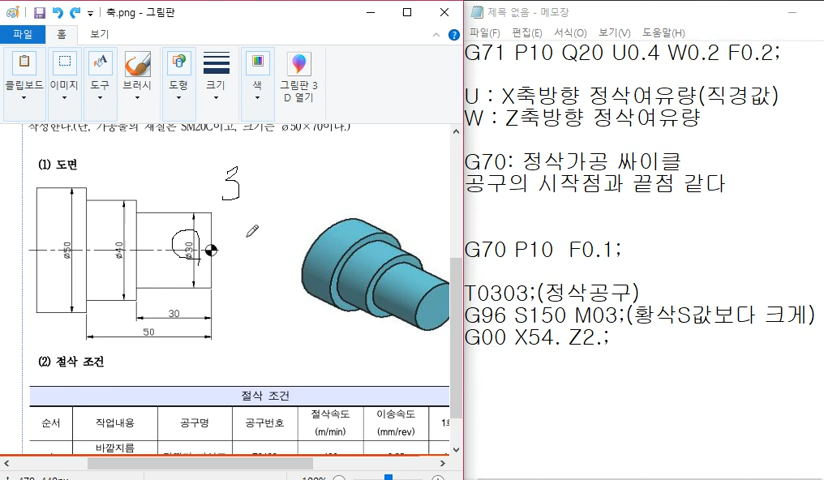 축.png - 그림판
파일
홈
보기
클립보드
이미지
도구
브러시
도형
크기
색
그림판 3
D 열기
작성한다.(단, 가공물의 재질은 SM20C이고, 크기는 ø50×70이다.)
(1) 도면
3
ø50
ø40
ø30
30
50
(2) 절삭 조건
절삭 조건
순서
작업내용
공구명
공구번호
절삭속도
(m/min)
이송속도
(mm/rev)
바깥지름
100%
제목 없음 - 메모장
파일(F) 편집(E) 서식(O) 보기(V) 도움말(H)
G71 P10 Q20 U0.4 W0.2 F0.2;
U : X축방향 정삭여유량(직경값)
W : Z축방향 정삭여유량
G70: 정삭가공 싸이클
공구의 시작점과 끝점 같다
G70 P10 F0.1;
T0303;(정삭공구)
G96 S150 M03;(황삭S값보다 크게)
G00 X54. Z2.;